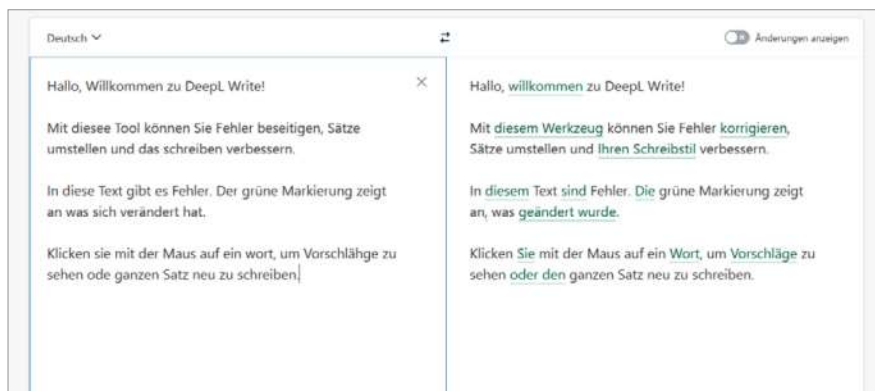 Deutsch
Änderungen anzeigen
Hallo, Willkommen zu DeepL Write!
Mit diesee Tool können Sie Fehler beseitigen, Sätze
umstellen und das schreiben verbessern.
In diese Text gibt es Fehler. Der grüne Markierung zeigt
an was sich verändert hat.
Klicken sie mit der Maus auf ein wort, um Vorschlähge zu
sehen ode ganzen Satz neu zu schreiben.
Hallo, willkommen zu DeepL Write!
Mit diesem Werkzeug können Sie Fehler korrigieren,
Sätze umstellen und Ihren Schreibstil verbessern.
In diesem Text sind Fehler. Die grüne Markierung zeigt
an, was geändert wurde.
Klicken Sie mit der Maus auf ein Wort, um Vorschläge zu
sehen oder den ganzen Satz neu zu schreiben.